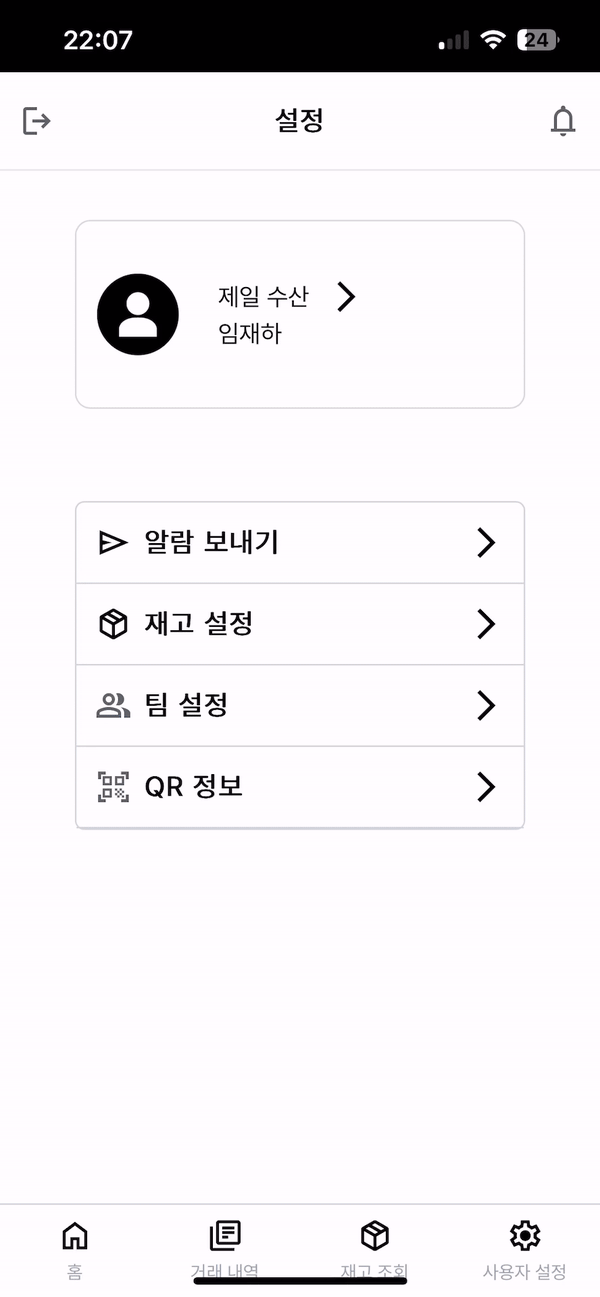 22:07
24
설정
제일 수산
임재하
알람 보내기
재고 설정
팀 설정
QR 정보
홈
거래 내역
재고 조회
사용자 설정